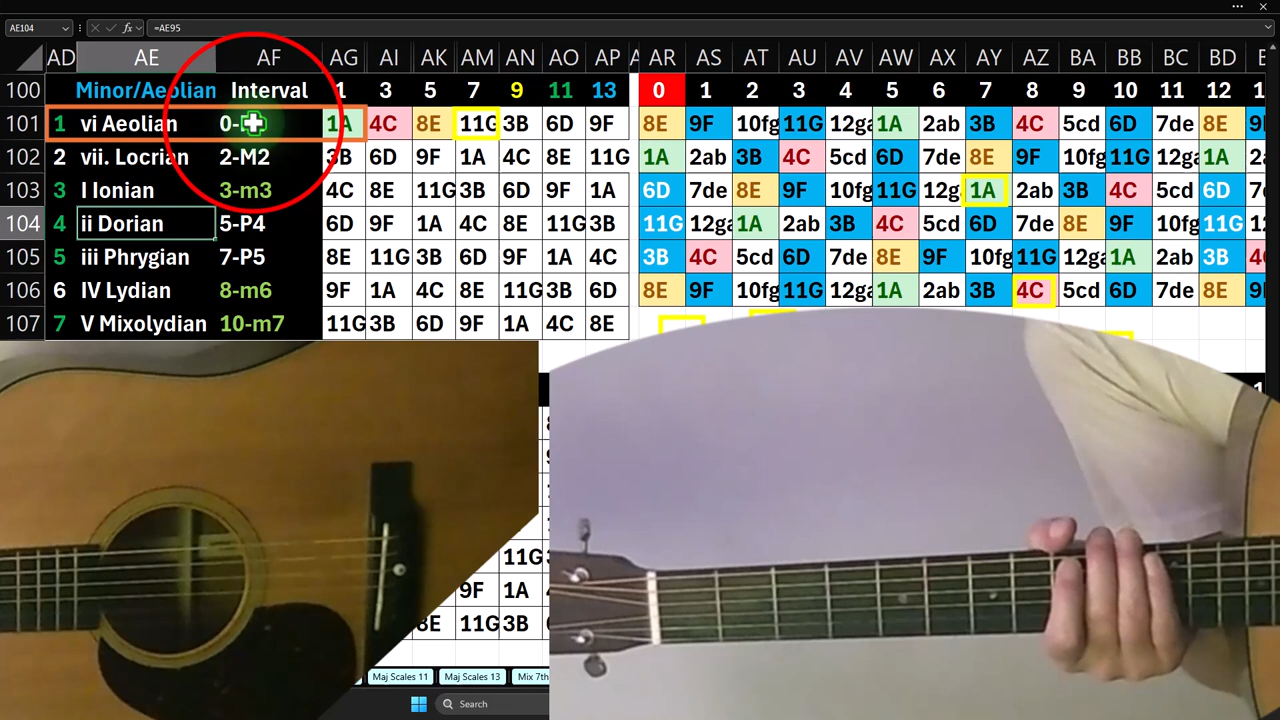 AE104 fx =AE95
AD AE AF AG AI AK AM AN AO AP A AR AS AT AU AV AW AX AY AZ BA BB BC BD
100 Minor/Aeolian Interval 1 3 5 7 9 11 13 0 1 2 3 4 5 6 7 8 9 10 11 12 1
101 1 vi Aeolian 0- 1A 4C 8E 11G 3B 6D 9F 8E 9F 10fg 11G 12ga 1A 2ab 3B 4C 5cd 6D 7de 8E 9F
102 2 vii. Locrian 2-M2 3B 6D 9F 1A 4C 8E 11G 1A 2ab 3B 4C 5cd 6D 7de 8E 9F 10fg 11G 12ga 1A 2
103 3 I Ionian 3-m3 4C 8E 11G 3B 6D 9F 1A 6D 7de 8E 9F 10fg 11G 12g 1A 2ab 3B 4C 5cd 6D 7
104 4 ii Dorian 5-P4 6D 9F 1A 4C 8E 11G 3B 11G 12ga 1A 2ab 3B 4C 5cd 6D 7de 8E 9F 10fg 11G 12
105 5 iii Phrygian 7-P5 8E 11G 3B 6D 9F 1A 4C 3B 4C 5cd 6D 7de 8E 9F 10fg 11G 12ga 1A 2ab 3B 4
106 6 IV Lydian 8-m6 9F 1A 4C 8E 11G 3B 6D 8E 9F 10fg 11G 12ga 1A 2ab 3B 4C 5cd 6D 7de 8E 9F
107 7 V Mixolydian 10-m7 11G 3B 6D 9F 1A 4C 8E
11G
9F 1A
8E 11G 3B
Maj Scales 11 Maj Scales 13 Mix 7th
Search